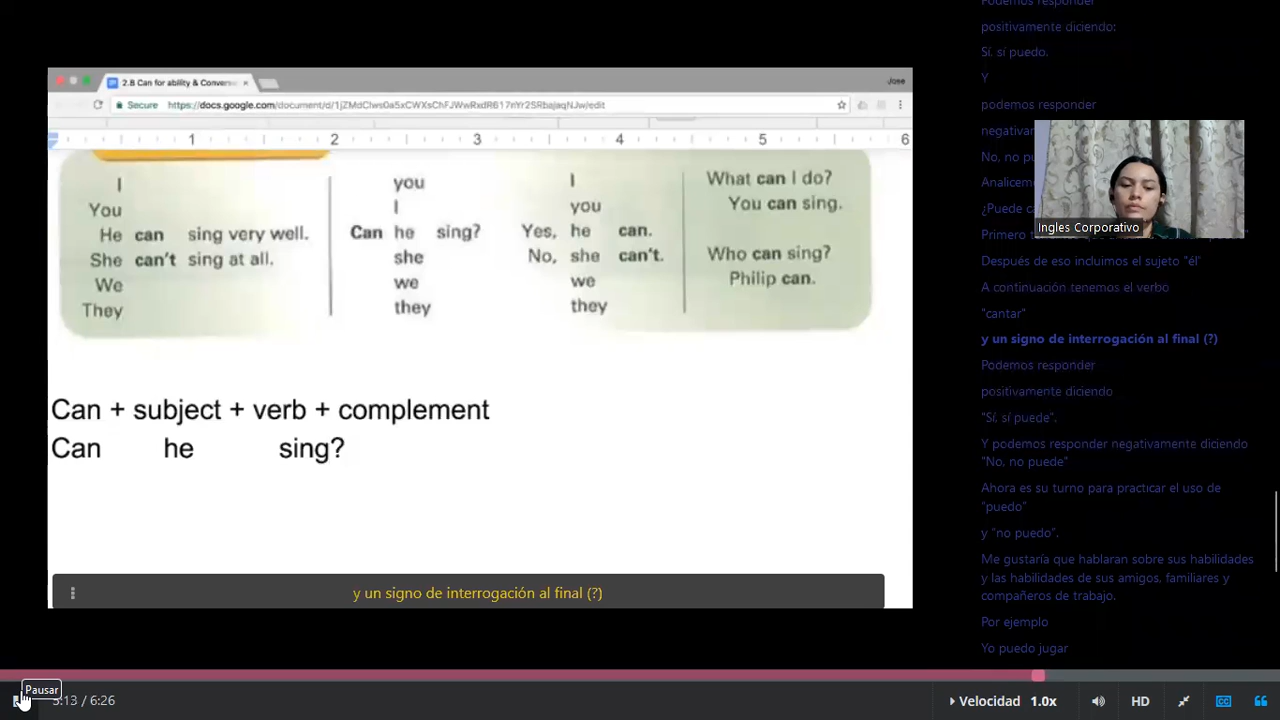 2.8 Can for ability & Convers
Jose
Secure https://docs.google.com/document/d/1jZMdClws0a5xCWXsChFJWwRxdR617nYr2SRbajaqNJw/edit
1 2 3 4 5 6
I
You
He can sing very well.
She can't sing at all.
We
They
you
I
Can he sing?
she
we
they
I
you
Yes, he can.
No, she can't.
we
they
What can I do?
You can sing.
Who can sing?
Philip can.
Can + subject + verb + complement
Can he sing?
y un signo de interrogación al final (?)
Podemos responder
positivamente diciendo:
Sí, sí puedo.
Y
podemos responder
No, no
Analicemo
¿Puede
Primero
Después de eso incluimos el sujeto "él"
A continuación tenemos el verbo
"cantar"
y un signo de interrogación al final (?)
Podemos responder
positivamente diciendo
"Sí, sí puede".
Y podemos responder negativamente diciendo
"No, no puede"
Ahora es su turno para practicar el uso de
"puedo"
y "no puedo".
Me gustaría que hablaran sobre sus habilidades
y las habilidades de sus amigos, familiares y
compañeros de trabajo.
Por ejemplo
Yo puedo jugar
Ingles Corporativo
Pausar
:13 / 6:26
Velocidad 1.0x
HD
CC